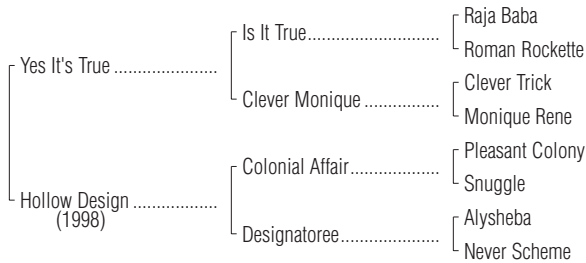 Raja Baba
Is It True
Roman Rockette
Yes It's True
Clever Trick
Clever Monique
Monique Rene
Pleasant Colony
Colonial Affair
Snuggle
Hollow Design
(1998)
Alysheba
Designatoree
Never Scheme